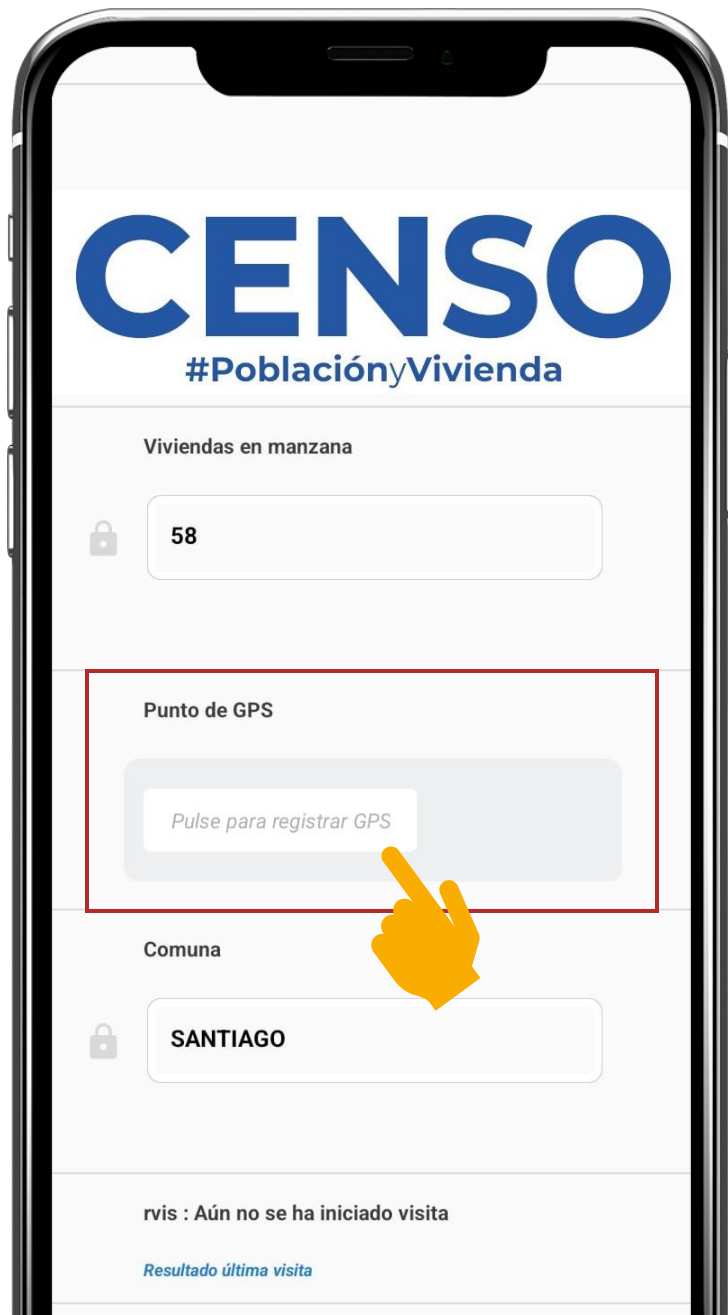 CENSO
#PoblaciónyVivienda
Viviendas en manzana
58
Punto de GPS
Pulse para registrar GPS
Comuna
SANTIAGO
rvis : Aún no se ha iniciado visita
Resultado última visita